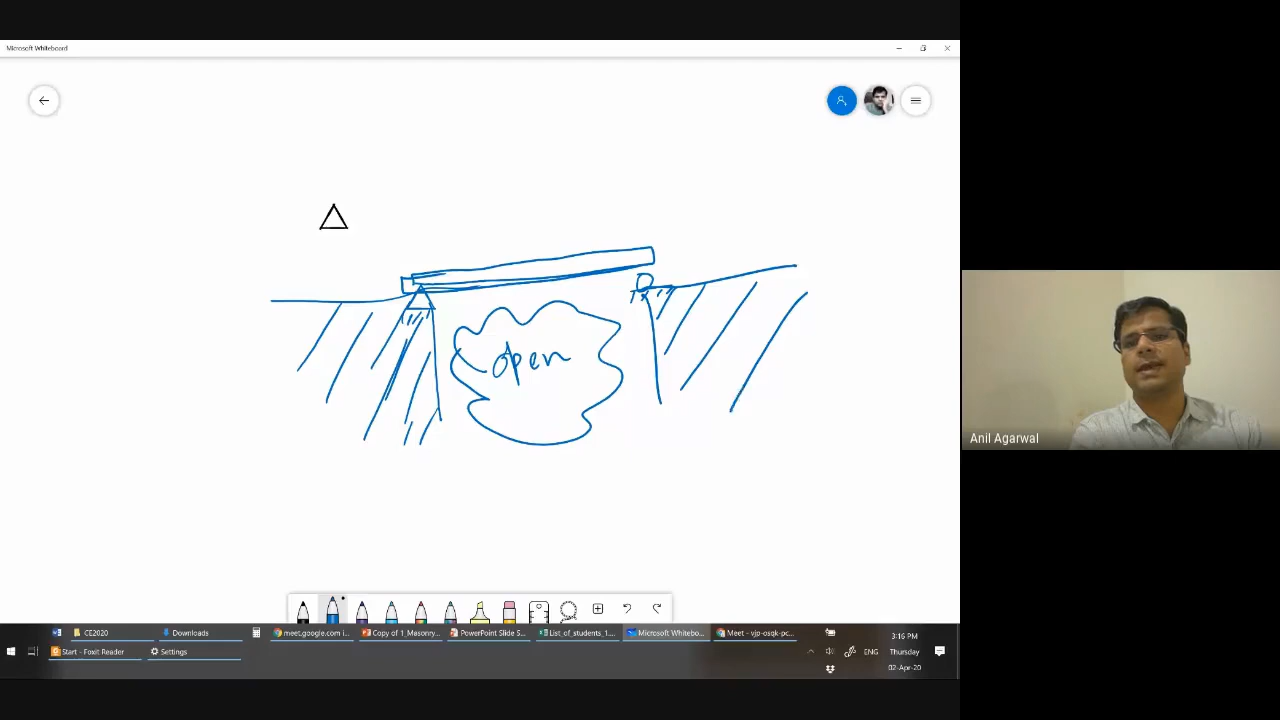 Microsoft Whiteboard
open
Anil Agarwal
CE2020
Downloads
meet.google.com i...
Copy of 1_Masonry...
PowerPoint Slide S...
List_of_students_1...
Microsoft Whitebo...
Meet - vjp-osqk-pc...
3:16 PM
Start - Foxit Reader
Settings
ENG
Thursday
02-Apr-20